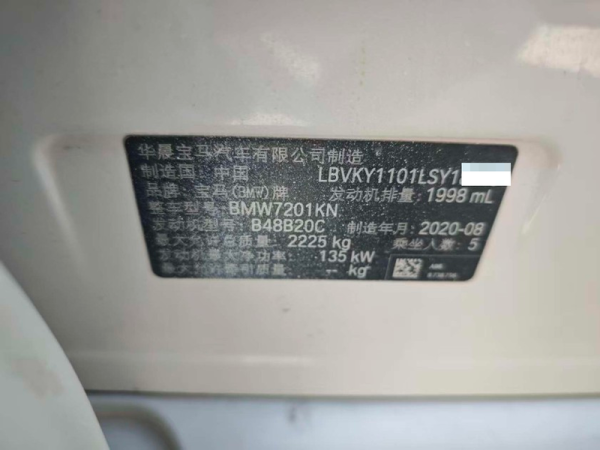 华晨宝马汽车有限公司制造
制造国：中国 LBVKY1101LSY1
品牌：宝马(BMW)牌 发动机排量：1998 mL
整车型号：BMW7201KN
发动机型号：B48B20C 制造年月：2020-08
最大允许总质量：2225 kg 乘坐人数：5
发动机最大净功率：135 kW
最大允许牵引质量：-- kg